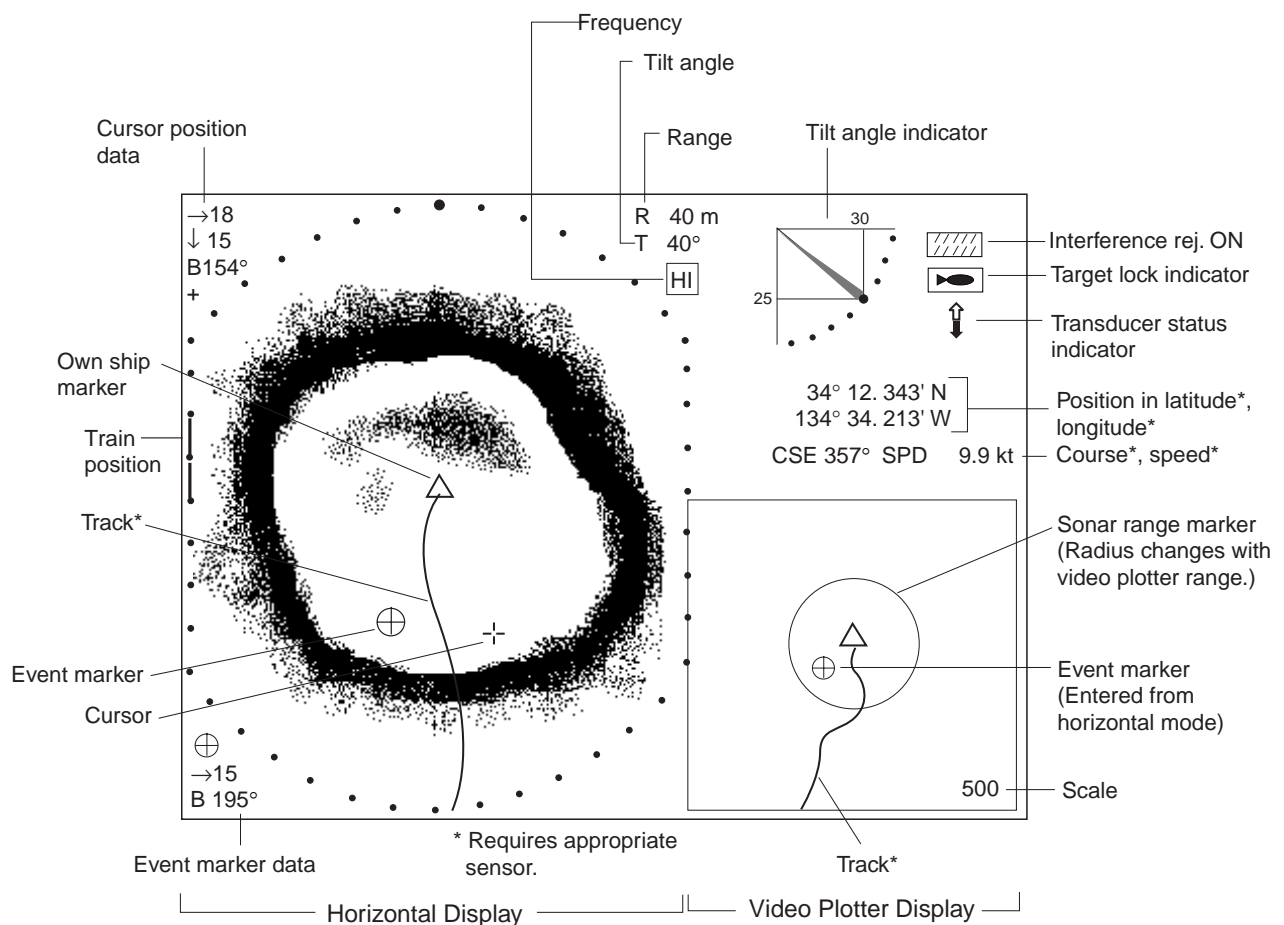 Frequency
Tilt angle
Range
Cursor position
data
Tilt angle indicator
→18
↓ 15
B154°
+
R 40 m
T 40°
HI
30
25
Interference rej. ON
Target lock indicator
Transducer status
indicator
Own ship
marker
Train
position
34° 12. 343' N
134° 34. 213' W
Position in latitude*,
longitude*
CSE 357° SPD 9.9 kt
Course*, speed*
Track*
Sonar range marker
(Radius changes with
video plotter range.)
Event marker
Cursor
Event marker
(Entered from
horizontal mode)
→15
B 195°
500
Scale
Event marker data
* Requires appropriate
sensor.
Track*
Horizontal Display
Video Plotter Display